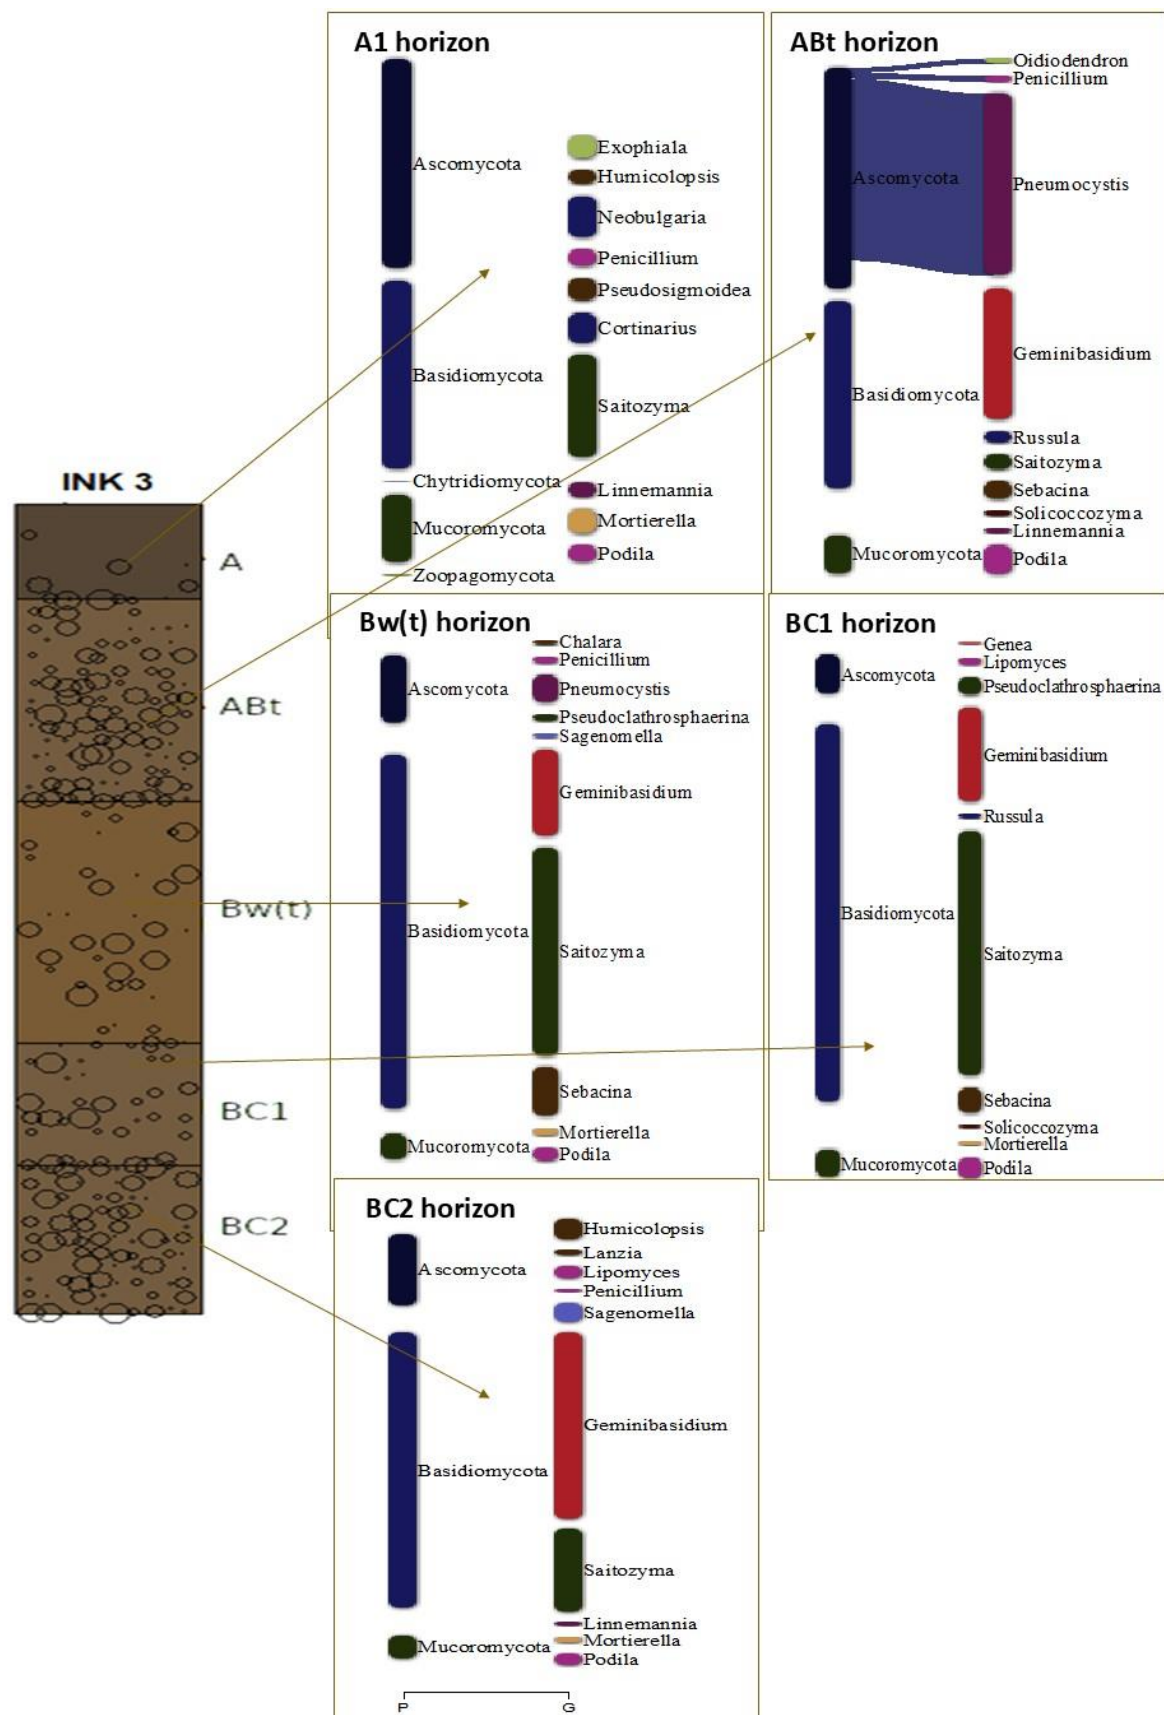 A1 horizon
Ascomycota
Basidiomycota
Chytridiomycota
Mucoromycota
Zoopagomycota
Exophiala
Humicolopsis
Neobulgaria
Penicillium
Pseudosigmoidea
Cortinarius
Saitozyma
Linnemannia
Mortierella
Podila
ABt horizon
Ascomycota
Basidiomycota
Mucoromycota
Oidiodendron
Penicillium
Pneumocystis
Geminibasidium
Russula
Saitozyma
Sebacina
Solicoccozyma
Linnemannia
Podila
INK 3
A
ABt
Bw(t)
BC1
BC2
Bw(t) horizon
Ascomycota
Basidiomycota
Mucoromycota
Chalara
Penicillium
Pneumocystis
Pseudoclathrosphaerina
Sagenomella
Geminibasidium
Saitozyma
Sebacina
Mortierella
Podila
BC1 horizon
Ascomycota
Basidiomycota
Mucoromycota
Genea
Lipomyces
Pseudoclathrosphaerina
Geminibasidium
Russula
Saitozyma
Sebacina
Solicoccozyma
Mortierella
Podila
BC2 horizon
Ascomycota
Basidiomycota
Mucoromycota
Humicolopsis
Lanzia
Lipomyces
Penicillium
Sagenomella
Geminibasidium
Saitozyma
Linnemannia
Mortierella
Podila
P G